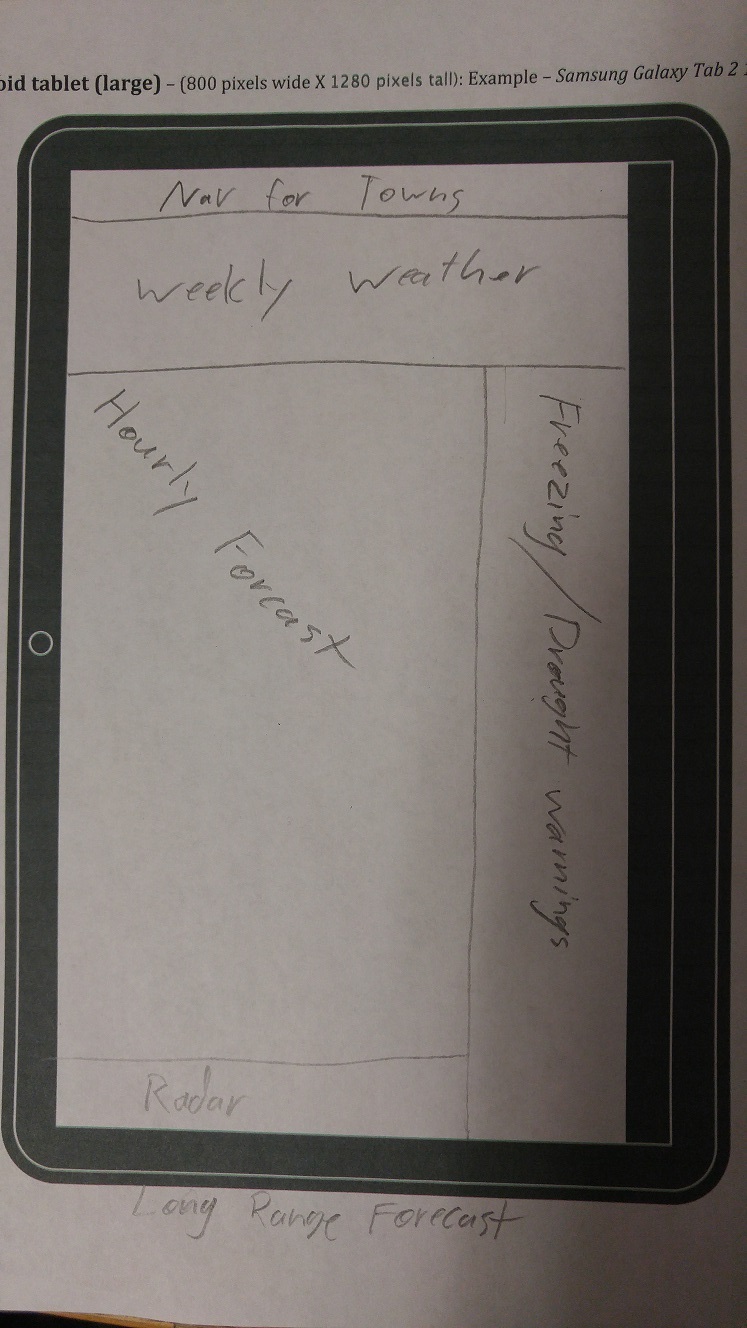 oid tablet (large) – (800 pixels wide X 1280 pixels tall): Example – Samsung Galaxy Tab 2
Nav for Towns
Weekly Weather
Hourly Forcast
Freezing/Drought warnings
Radar
Long Range Forecast